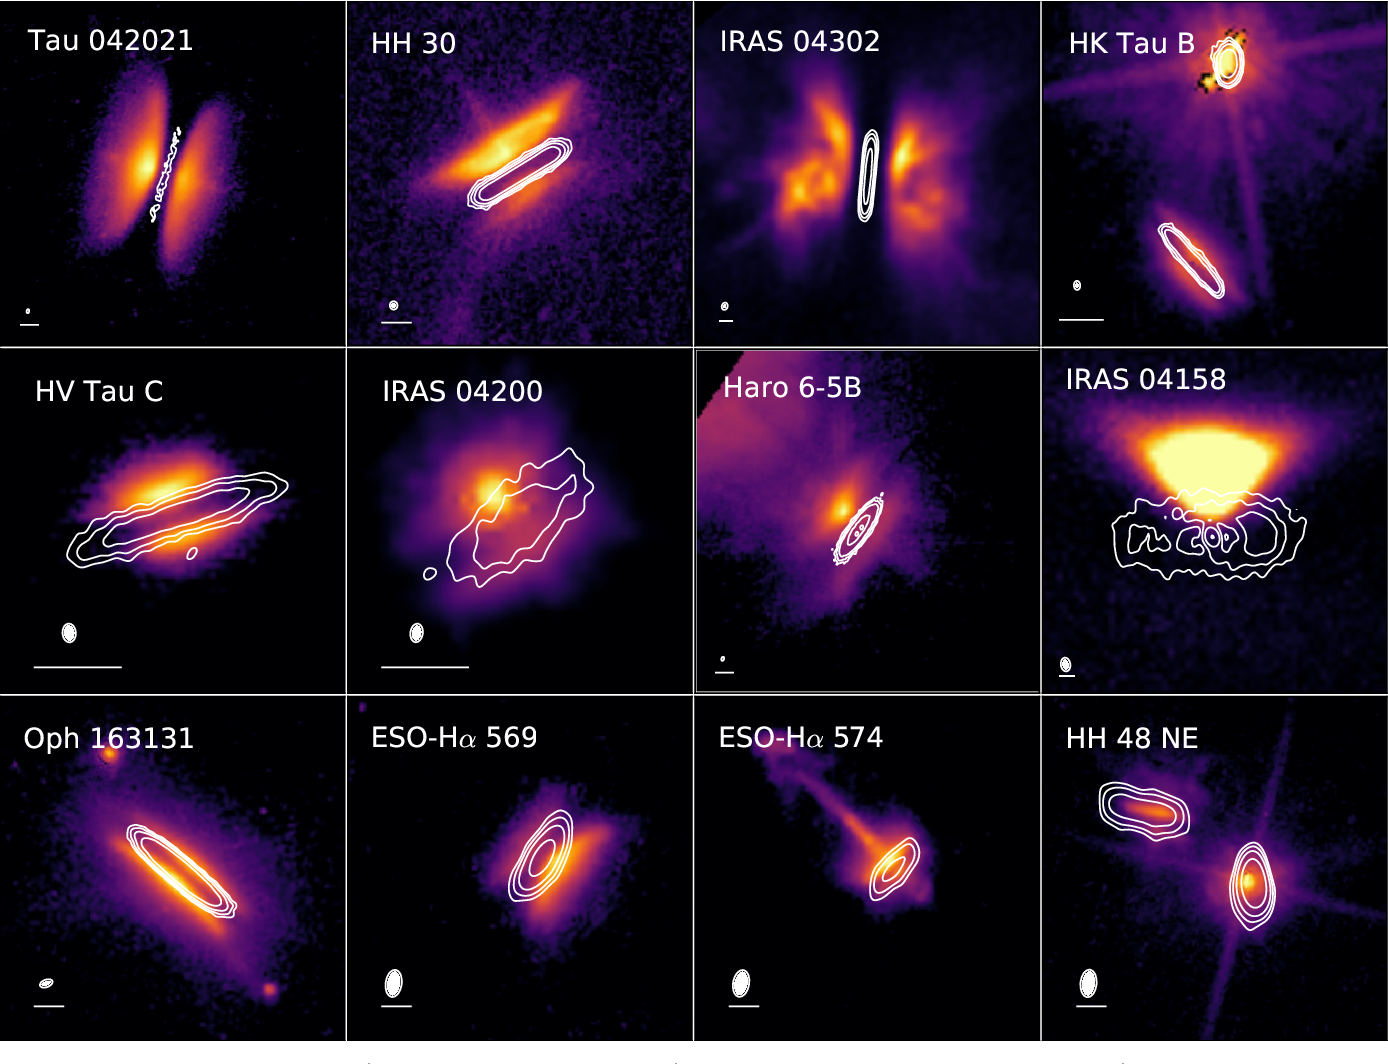 Tau 042021
HH 30
IRAS 04302
HK Tau B
HV Tau C
IRAS 04200
Haro 6-5B
IRAS 04158
Oph 163131
ESO-Hα 569
ESO-Hα 574
HH 48 NE